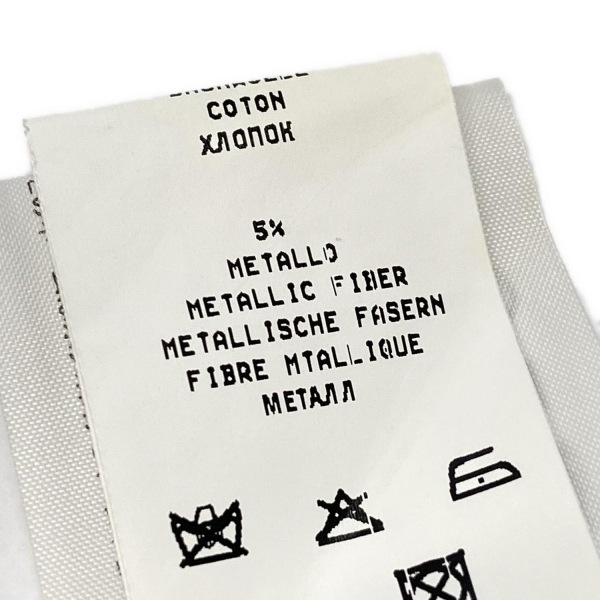 COTON
ХЛОПОК
5%
METALLO
METALLIC FIBER
METALLISCHE FASERN
FIBRE MTALLIQUE
МЕТАЛЛ